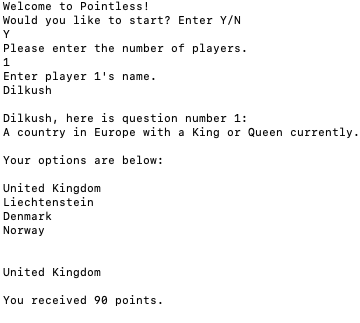 Welcome to Pointless!
Would you like to start? Enter Y/N
Y
Please enter the number of players.
1
Enter player 1's name.
Dilkush
Dilkush, here is question number 1:
A country in Europe with a King or Queen currently.
Your options are below:
United Kingdom
Liechtenstein
Denmark
Norway
United Kingdom
You received 90 points.